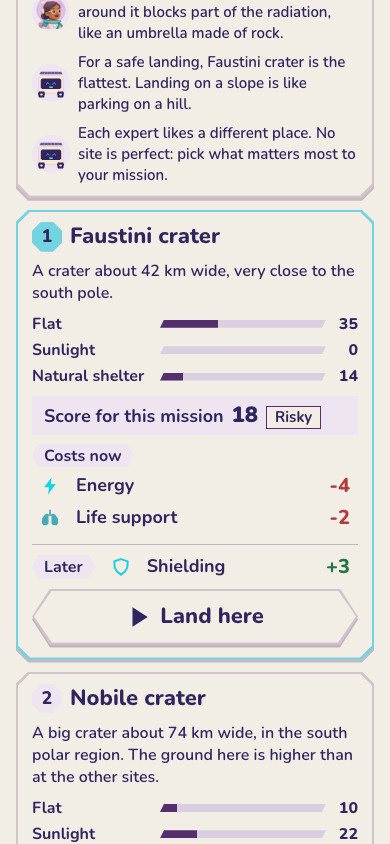 around it blocks part of the radiation,
like an umbrella made of rock.
For a safe landing, Faustini crater is the
flattest. Landing on a slope is like
parking on a hill.
Each expert likes a different place. No
site is perfect: pick what matters most to
your mission.
1 Faustini crater
A crater about 42 km wide, very close to the
south pole.
Flat 35
Sunlight 0
Natural shelter 14
Score for this mission 18 Risky
Costs now
Energy -4
Life support -2
Later Shielding +3
Land here
2 Nobile crater
A big crater about 74 km wide, in the south
polar region. The ground here is higher than
at the other sites.
Flat 10
Sunlight 22